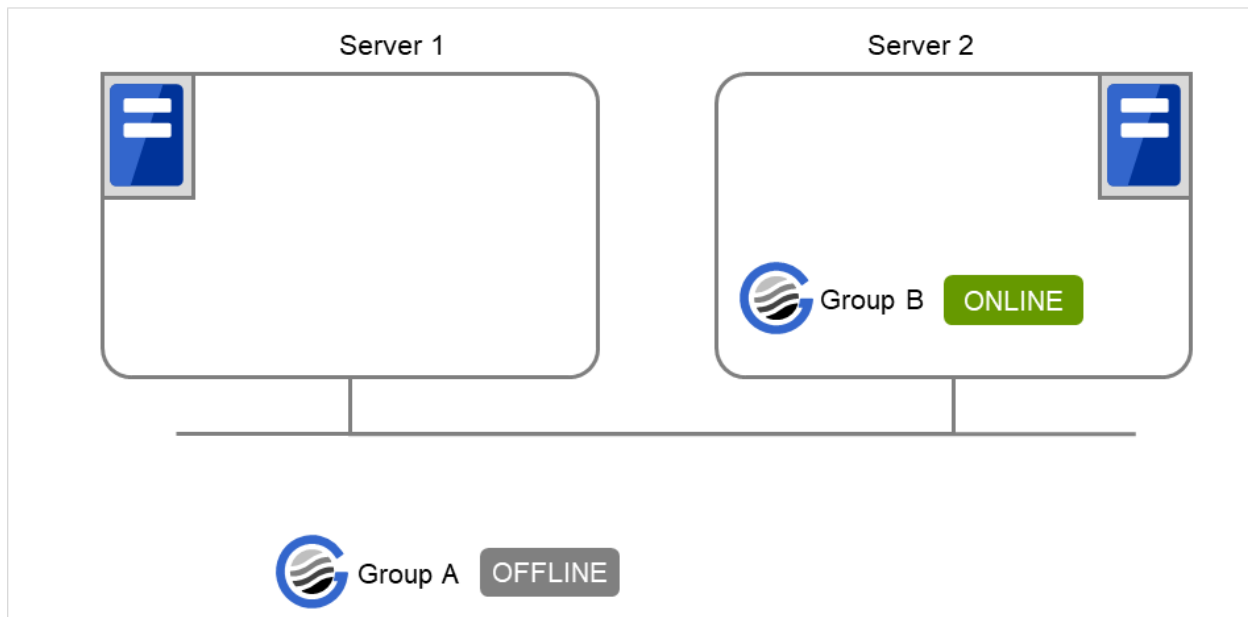 Server 1
Server 2
Group B
ONLINE
Group A
OFFLINE